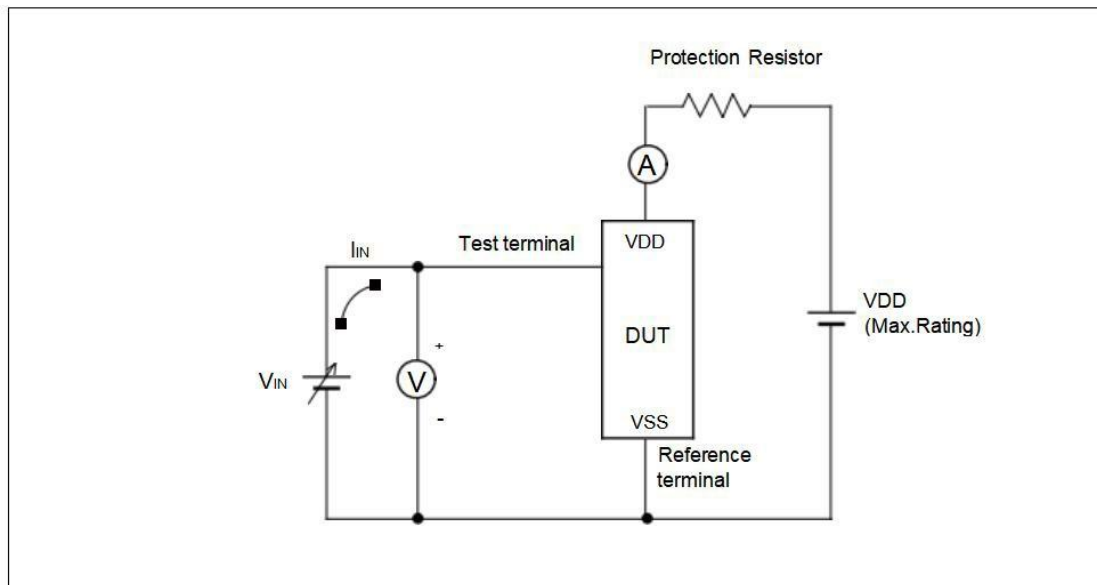 Protection Resistor
A
VDD
Test terminal
IIN
VDD
(Max.Rating)
DUT
+
VIN
V
-
VSS
Reference
terminal